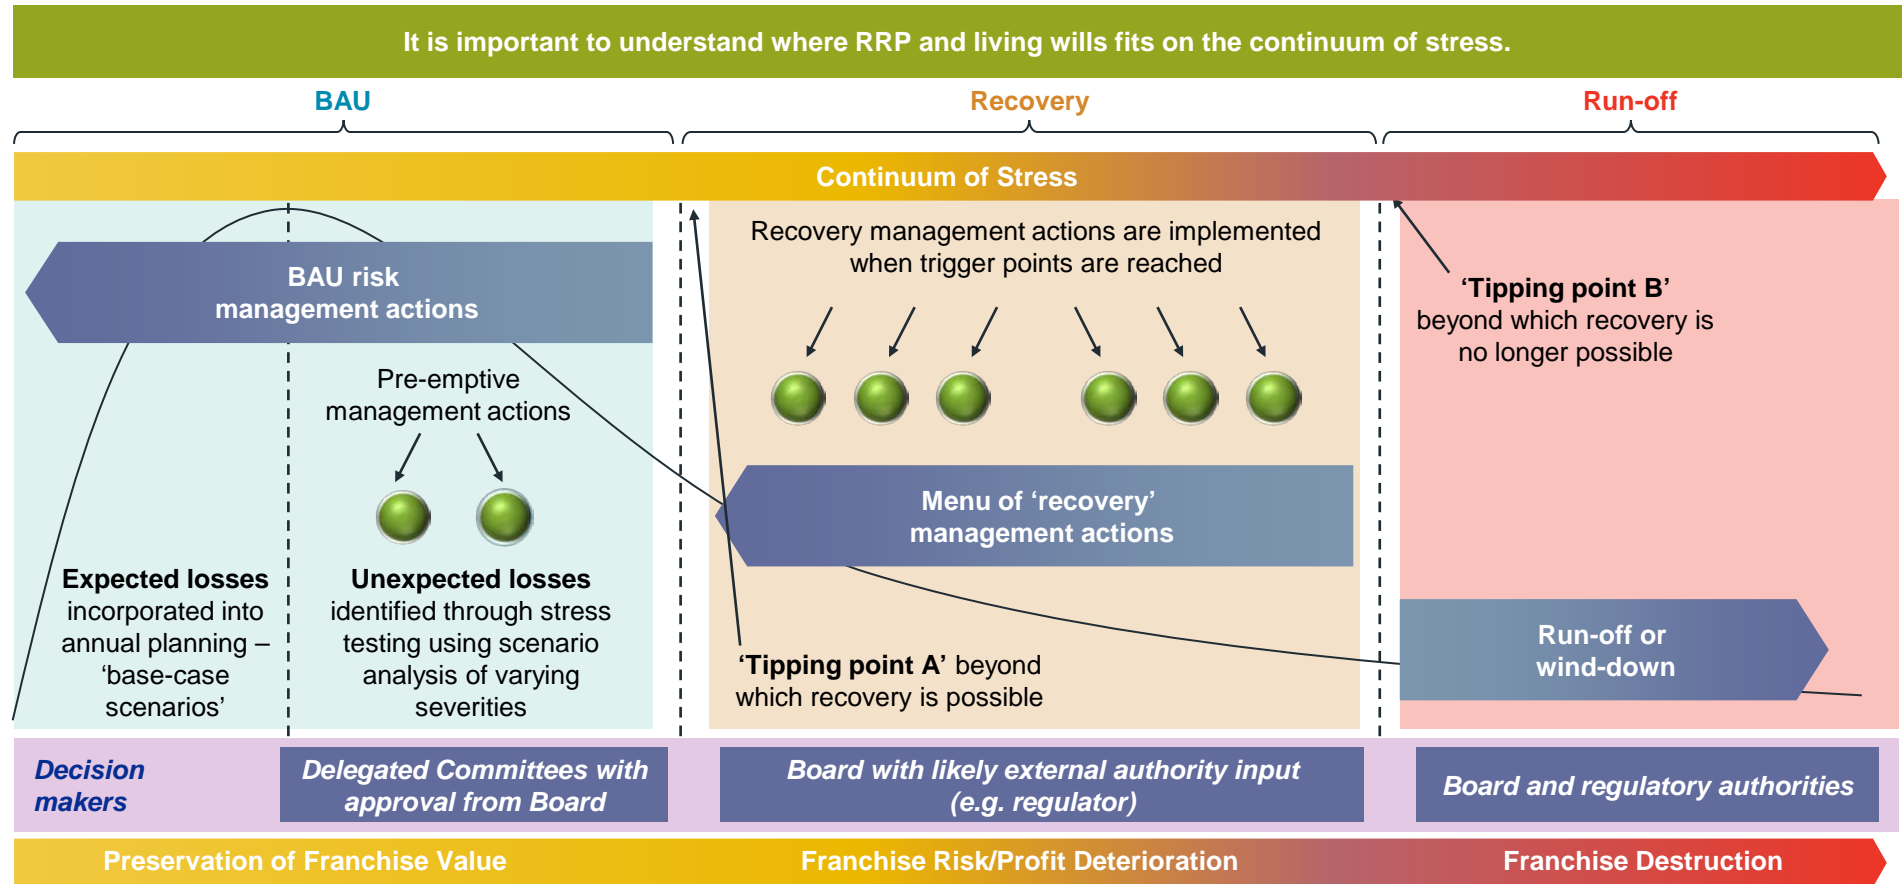 It is important to understand where RRP and living wills fits on the continuum of stress.
BAU
Recovery
Run-off
Continuum of Stress
BAU risk
management actions
Pre-emptive
management actions
Expected losses
incorporated into
annual planning –
‘base-case
scenarios’
Unexpected losses
identified through stress
testing using scenario
analysis of varying
severities
Recovery management actions are implemented
when trigger points are reached
Menu of ‘recovery’
management actions
‘Tipping point A’ beyond
which recovery is possible
‘Tipping point B’
beyond which recovery is
no longer possible
Run-off or
wind-down
Decision
makers
Delegated Committees with
approval from Board
Board with likely external authority input
(e.g. regulator)
Board and regulatory authorities
Preservation of Franchise Value
Franchise Risk/Profit Deterioration
Franchise Destruction